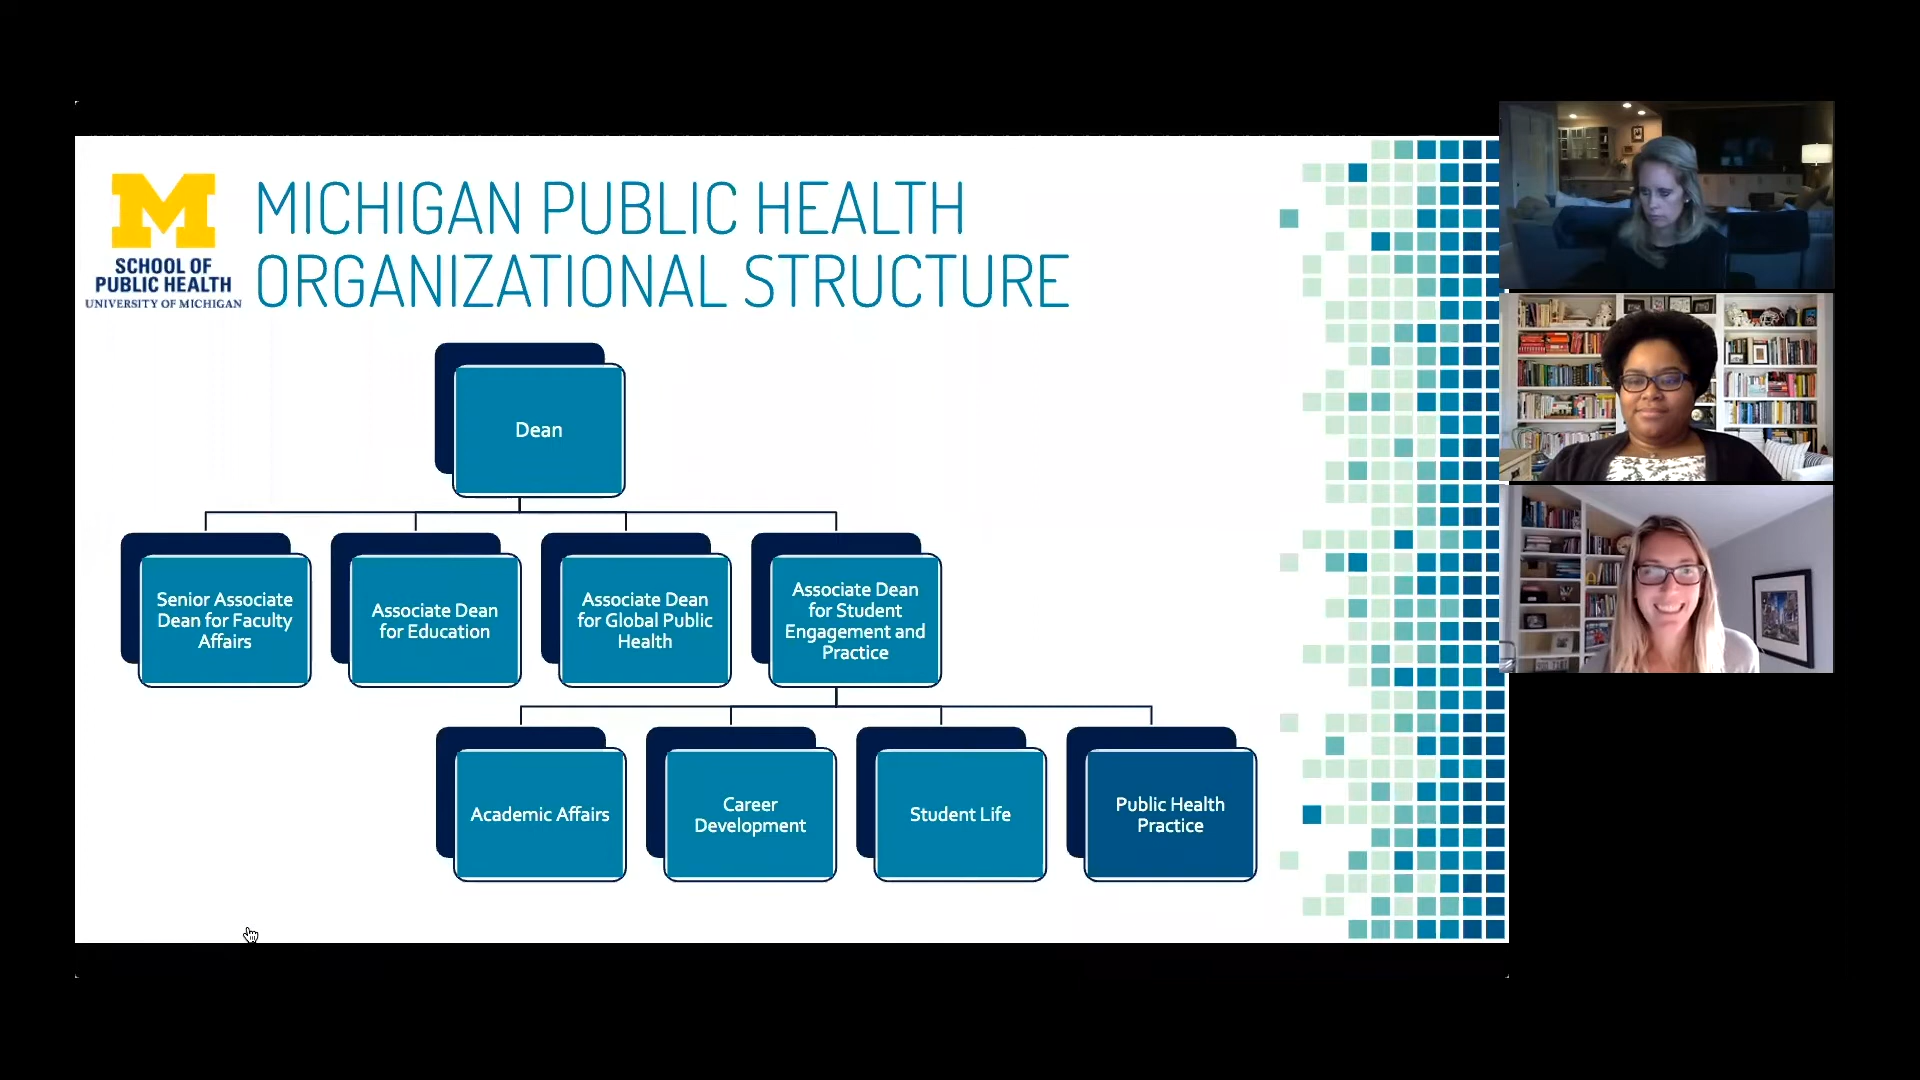 M
SCHOOL OF
PUBLIC HEALTH
UNIVERSITY OF MICHIGAN
MICHIGAN PUBLIC HEALTH
ORGANIZATIONAL STRUCTURE
Dean
Senior Associate
Dean for Faculty
Affairs
Associate Dean
for Education
Associate Dean
for Global Public
Health
Associate Dean
for Student
Engagement and
Practice
Academic Affairs
Career
Development
Student Life
Public Health
Practice